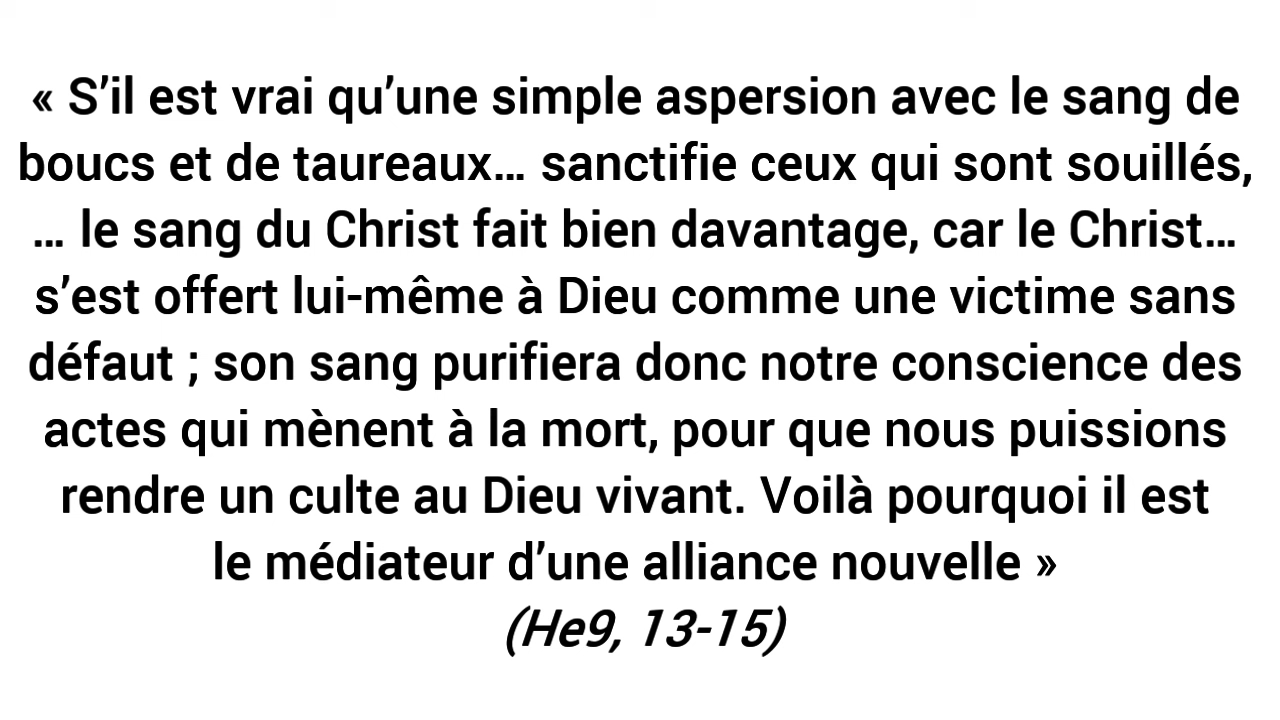 « S’il est vrai qu’une simple aspersion avec le sang de
boucs et de taureaux… sanctifie ceux qui sont souillés,
… le sang du Christ fait bien davantage, car le Christ…
s’est offert lui-même à Dieu comme une victime sans
défaut ; son sang purifiera donc notre conscience des
actes qui mènent à la mort, pour que nous puissions
rendre un culte au Dieu vivant. Voilà pourquoi il est
le médiateur d’une alliance nouvelle »
(He9, 13-15)